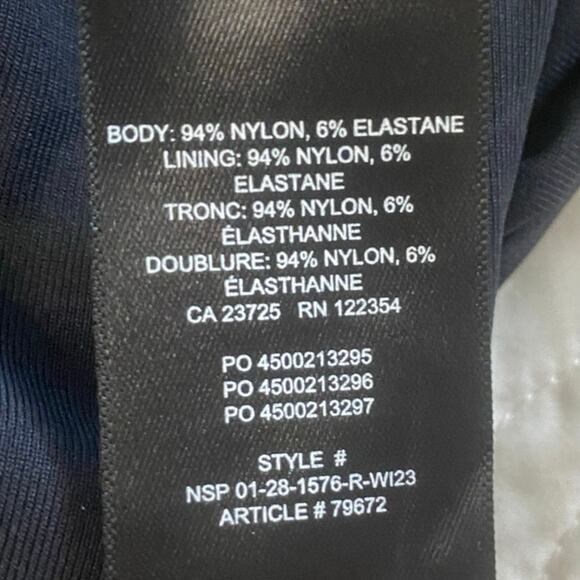 BODY: 94% NYLON, 6% ELASTANE
LINING: 94% NYLON, 6%
ELASTANE
TRONC: 94% NYLON, 6%
ÉLASTHANNE
DOUBLURE: 94% NYLON, 6%
ÉLASTHANNE
CA 23725 RN 122354
PO 4500213295
PO 4500213296
PO 4500213297
STYLE #
NSP 01-28-1576-R-WI23
ARTICLE # 79672